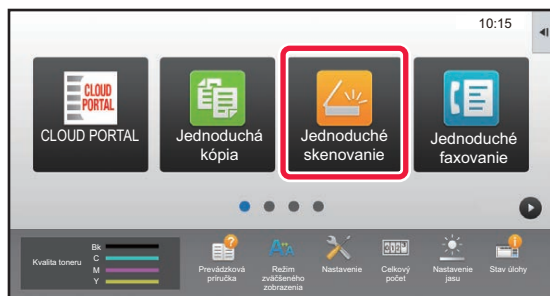 10:15
CLOUD
PORTAL
CLOUD PORTAL
Jednoduchá
kópia
Jednoduché
skenovanie
Jednoduché
faxovanie
Kvalita toneru
Bk
C
M
Y
Prevádzková
príručka
Režim
zväčšeného
zobrazenia
Nastavenie
Celkový
počet
Nastavenie
jasu
Stav úlohy